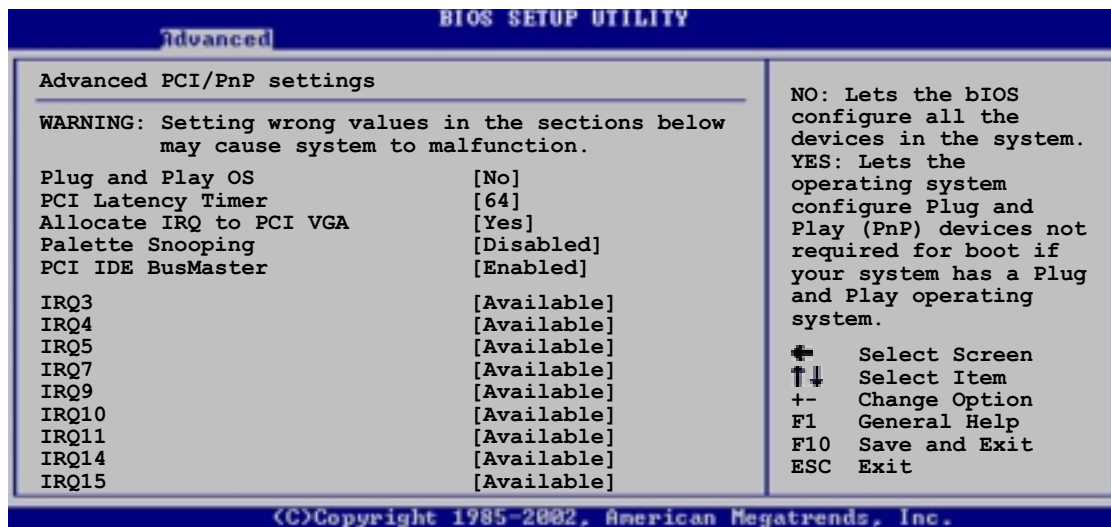 BIOS SETUP UTILITY
Advanced
Advanced PCI/PnP settings
WARNING: Setting wrong values in the sections below
may cause system to malfunction.
Plug and Play OS [No]
PCI Latency Timer [64]
Allocate IRQ to PCI VGA [Yes]
Palette Snooping [Disabled]
PCI IDE BusMaster [Enabled]
IRQ3 [Available]
IRQ4 [Available]
IRQ5 [Available]
IRQ7 [Available]
IRQ9 [Available]
IRQ10 [Available]
IRQ11 [Available]
IRQ14 [Available]
IRQ15 [Available]
NO: Lets the bIOS
configure all the
devices in the system.
YES: Lets the
operating system
configure Plug and
Play (PnP) devices not
required for boot if
your system has a Plug
and Play operating
system.
← Select Screen
↑↓ Select Item
+- Change Option
F1 General Help
F10 Save and Exit
ESC Exit
(C)Copyright 1985-2002, American Megatrends, Inc.